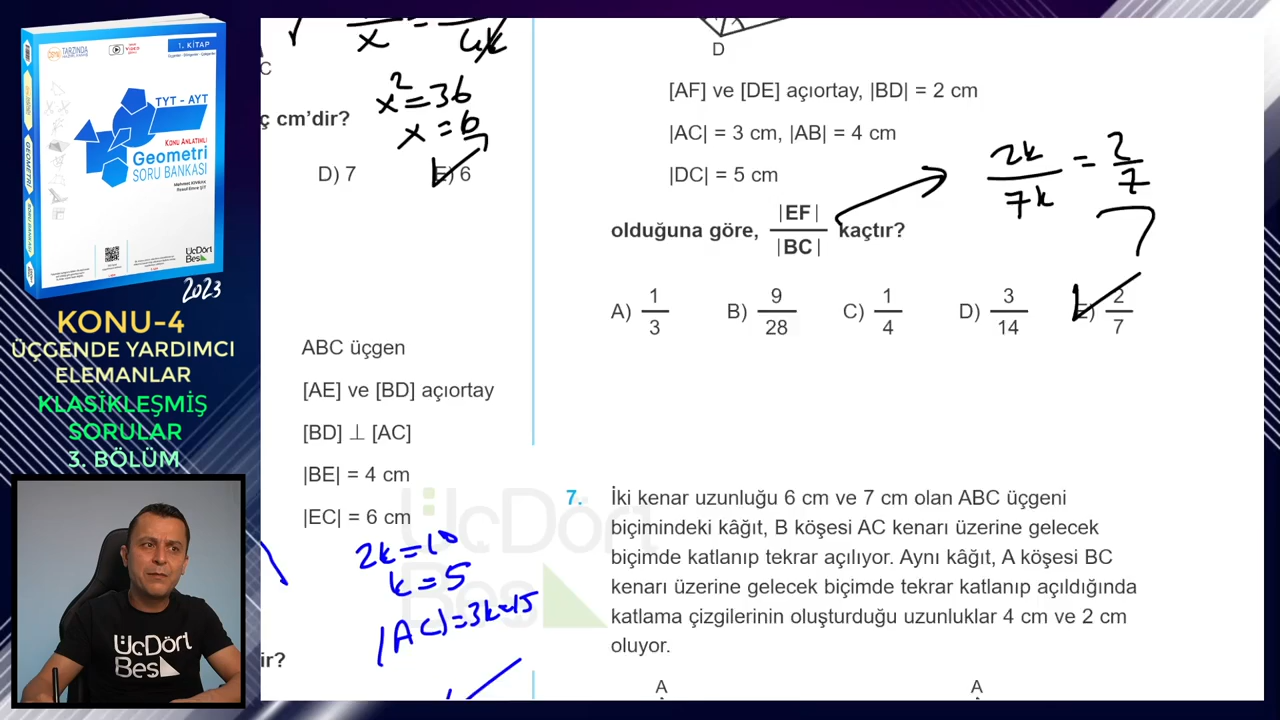 TARZINDA
1. KİTAP
TYT - AYT
KONU ANLATIMLI
Geometri
SORU BANKASI
GEOMETRİ
ÜçDört
Beş
2023
KONU-4
ÜÇGENDE YARDIMCI
ELEMANLAR
KLASİKLEŞMİŞ
SORULAR
3. BÖLÜM
ÜçDört
Beş
C
x
4k
x² = 36
ç cm'dir?
x = 6
D) 7
E) 6
ABC üçgen
[AE] ve [BD] açıortay
[BD] ⊥ [AC]
|BE| = 4 cm
|EC| = 6 cm
2k = 10
k = 5
|AC| = 3k = 15
ir?
D
[AF] ve [DE] açıortay, |BD| = 2 cm
|AC| = 3 cm, |AB| = 4 cm
|DC| = 5 cm
2k/7k = 2/7
olduğuna göre, |EF|/|BC| kaçtır?
A) 1/3 B) 9/28 C) 1/4 D) 3/14 E) 2/7
ÜçDört
Beş
7. İki kenar uzunluğu 6 cm ve 7 cm olan ABC üçgeni
biçimindeki kâğıt, B köşesi AC kenarı üzerine gelecek
biçimde katlanıp tekrar açılıyor. Aynı kâğıt, A köşesi BC
kenarı üzerine gelecek biçimde tekrar katlanıp açıldığında
katlama çizgilerinin oluşturduğu uzunluklar 4 cm ve 2 cm
oluyor.
A A